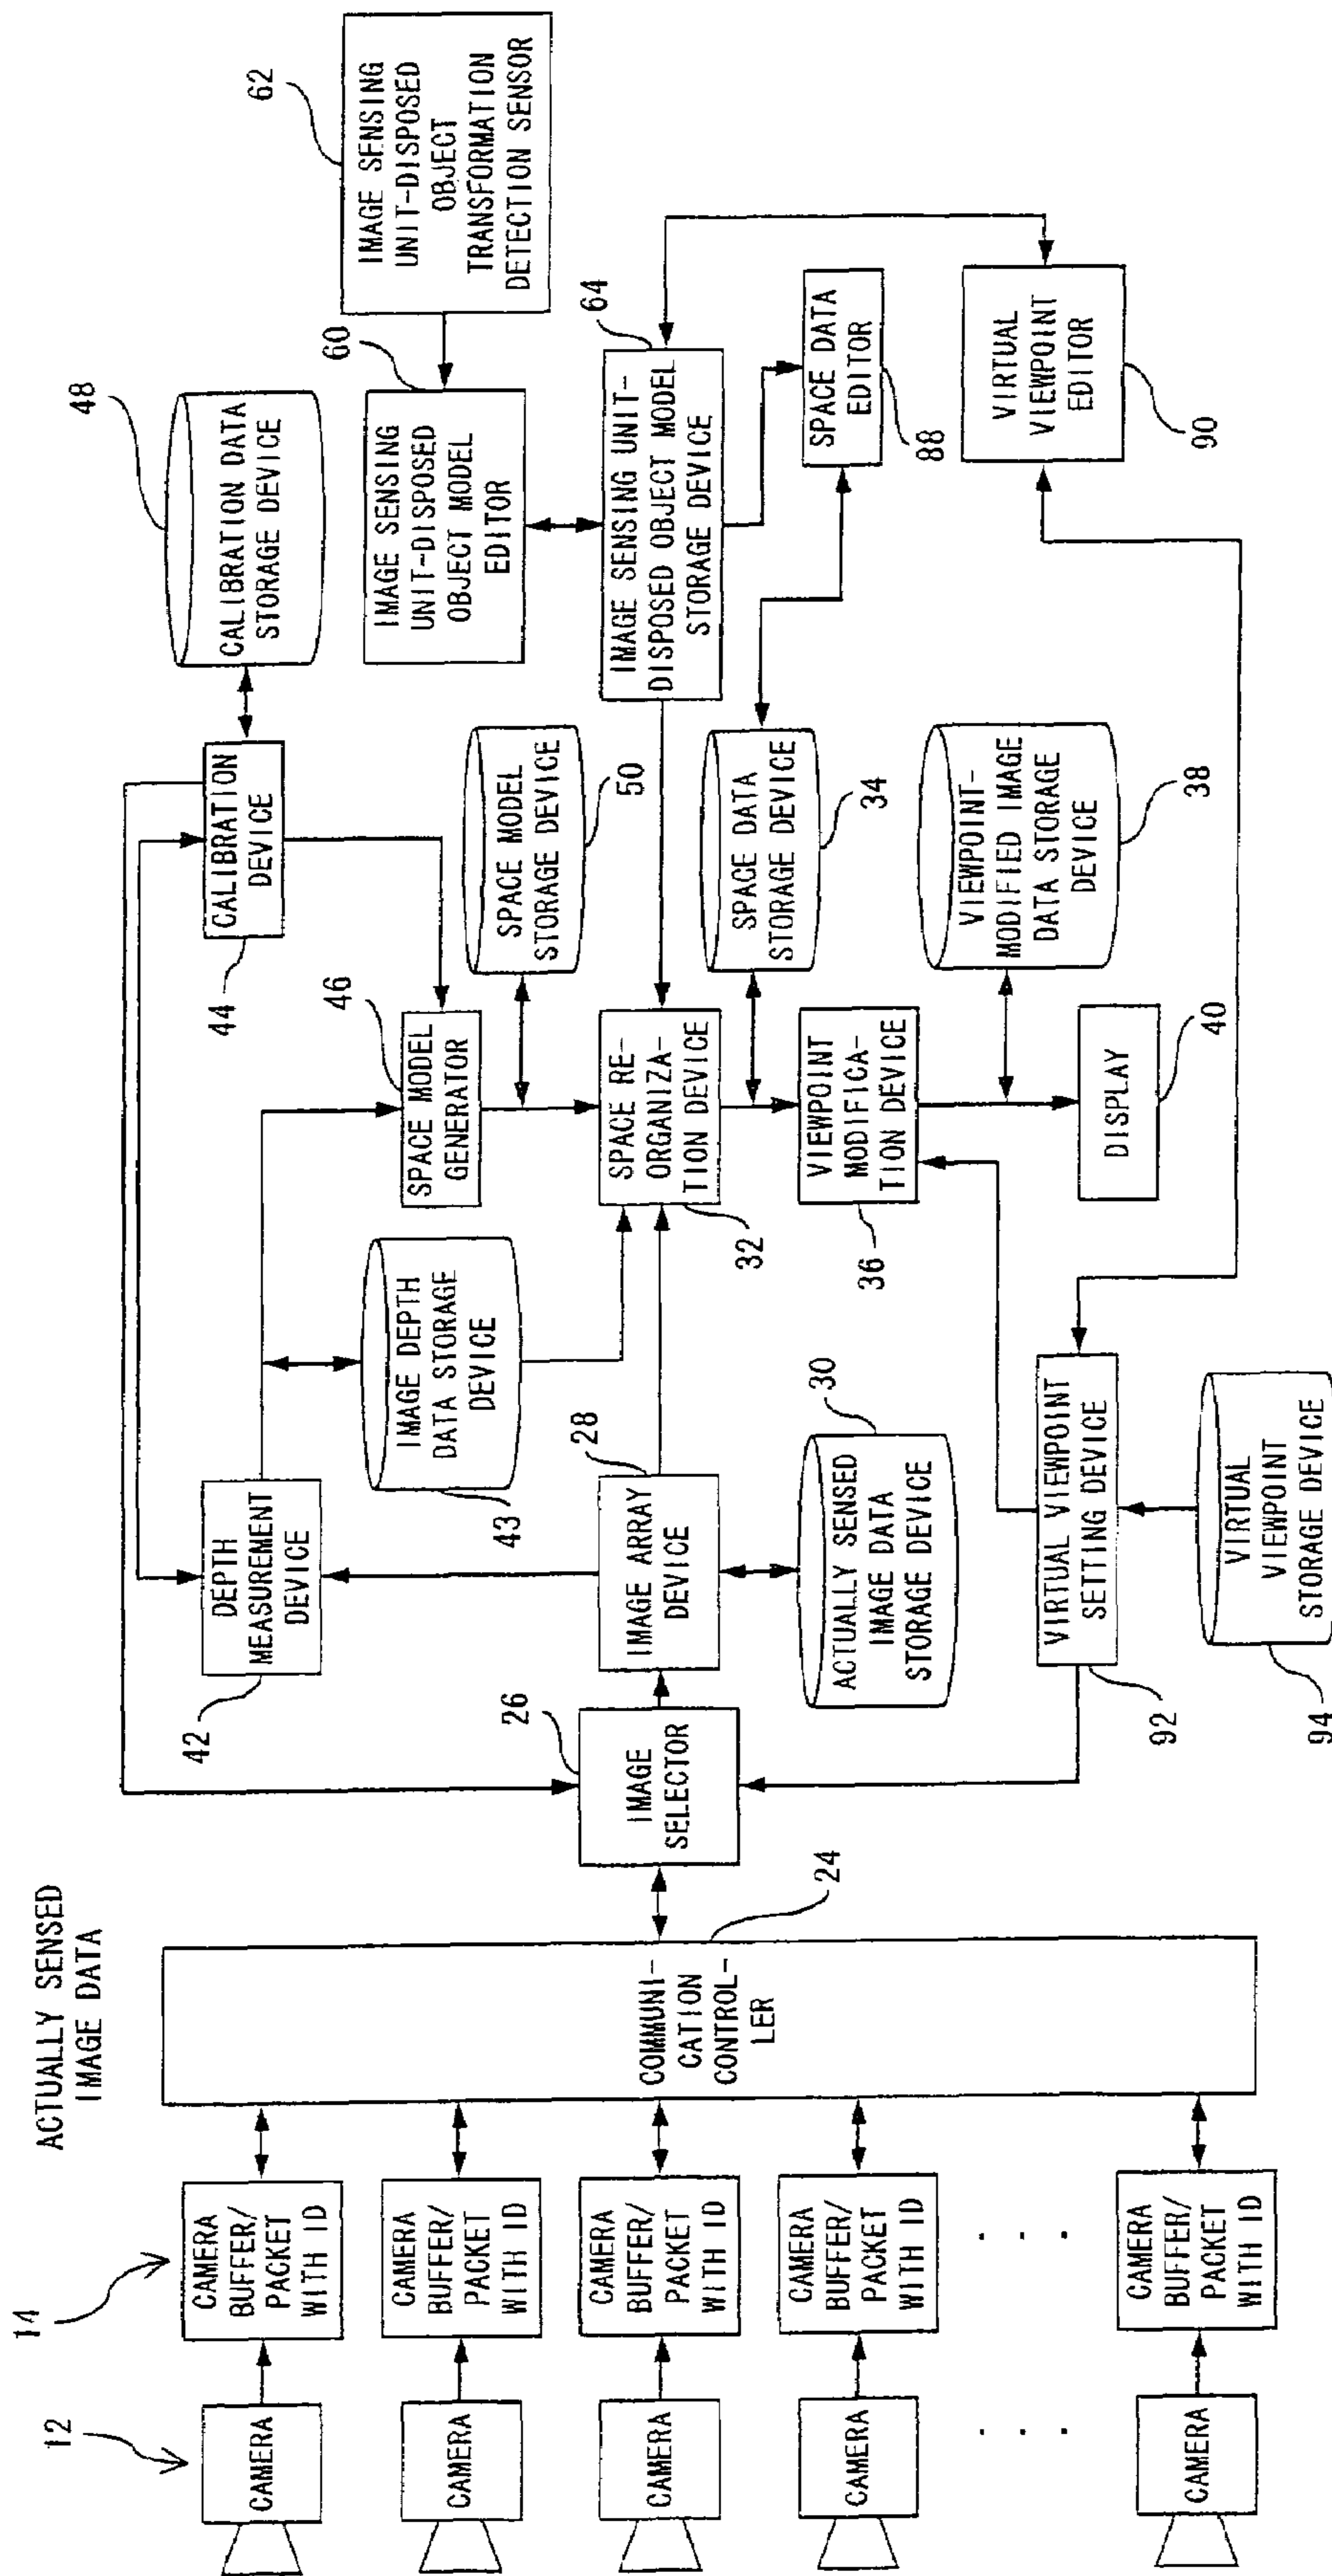 ACTUALLY SENSED
IMAGE DATA
12
14
CAMERA
CAMERA
BUFFER/
PACKET
WITH ID
CAMERA
CAMERA
BUFFER/
PACKET
WITH ID
CAMERA
CAMERA
BUFFER/
PACKET
WITH ID
CAMERA
CAMERA
BUFFER/
PACKET
WITH ID
. . .
. . .
CAMERA
CAMERA
BUFFER/
PACKET
WITH ID
COMMUNI-
CATION
CONTROL-
LER
24
IMAGE
SELECTOR
26
DEPTH
MEASUREMENT
DEVICE
42
IMAGE DEPTH
DATA STORAGE
DEVICE
43
IMAGE ARRAY
DEVICE
28
ACTUALLY SENSED
IMAGE DATA
STORAGE DEVICE
30
VIRTUAL VIEWPOINT
SETTING DEVICE
92
VIRTUAL
VIEWPOINT
STORAGE DEVICE
94
CALIBRATION
DEVICE
44
CALIBRATION DATA
STORAGE DEVICE
48
SPACE MODEL
GENERATOR
46
SPACE MODEL
STORAGE DEVICE
50
SPACE RE-
ORGANIZA-
TION DEVICE
32
SPACE DATA
STORAGE DEVICE
34
VIEWPOINT
MODIFICA-
TION DEVICE
36
VIEWPOINT-
MODIFIED IMAGE
DATA STORAGE
DEVICE
38
DISPLAY
40
IMAGE SENSING
UNIT-DISPOSED
OBJECT MODEL
EDITOR
60
IMAGE SENSING
UNIT-DISPOSED
OBJECT
TRANSFORMATION
DETECTION SENSOR
62
IMAGE SENSING UNIT-
DISPOSED OBJECT MODEL
STORAGE DEVICE
64
SPACE DATA
EDITOR
88
VIRTUAL
VIEWPOINT
EDITOR
90